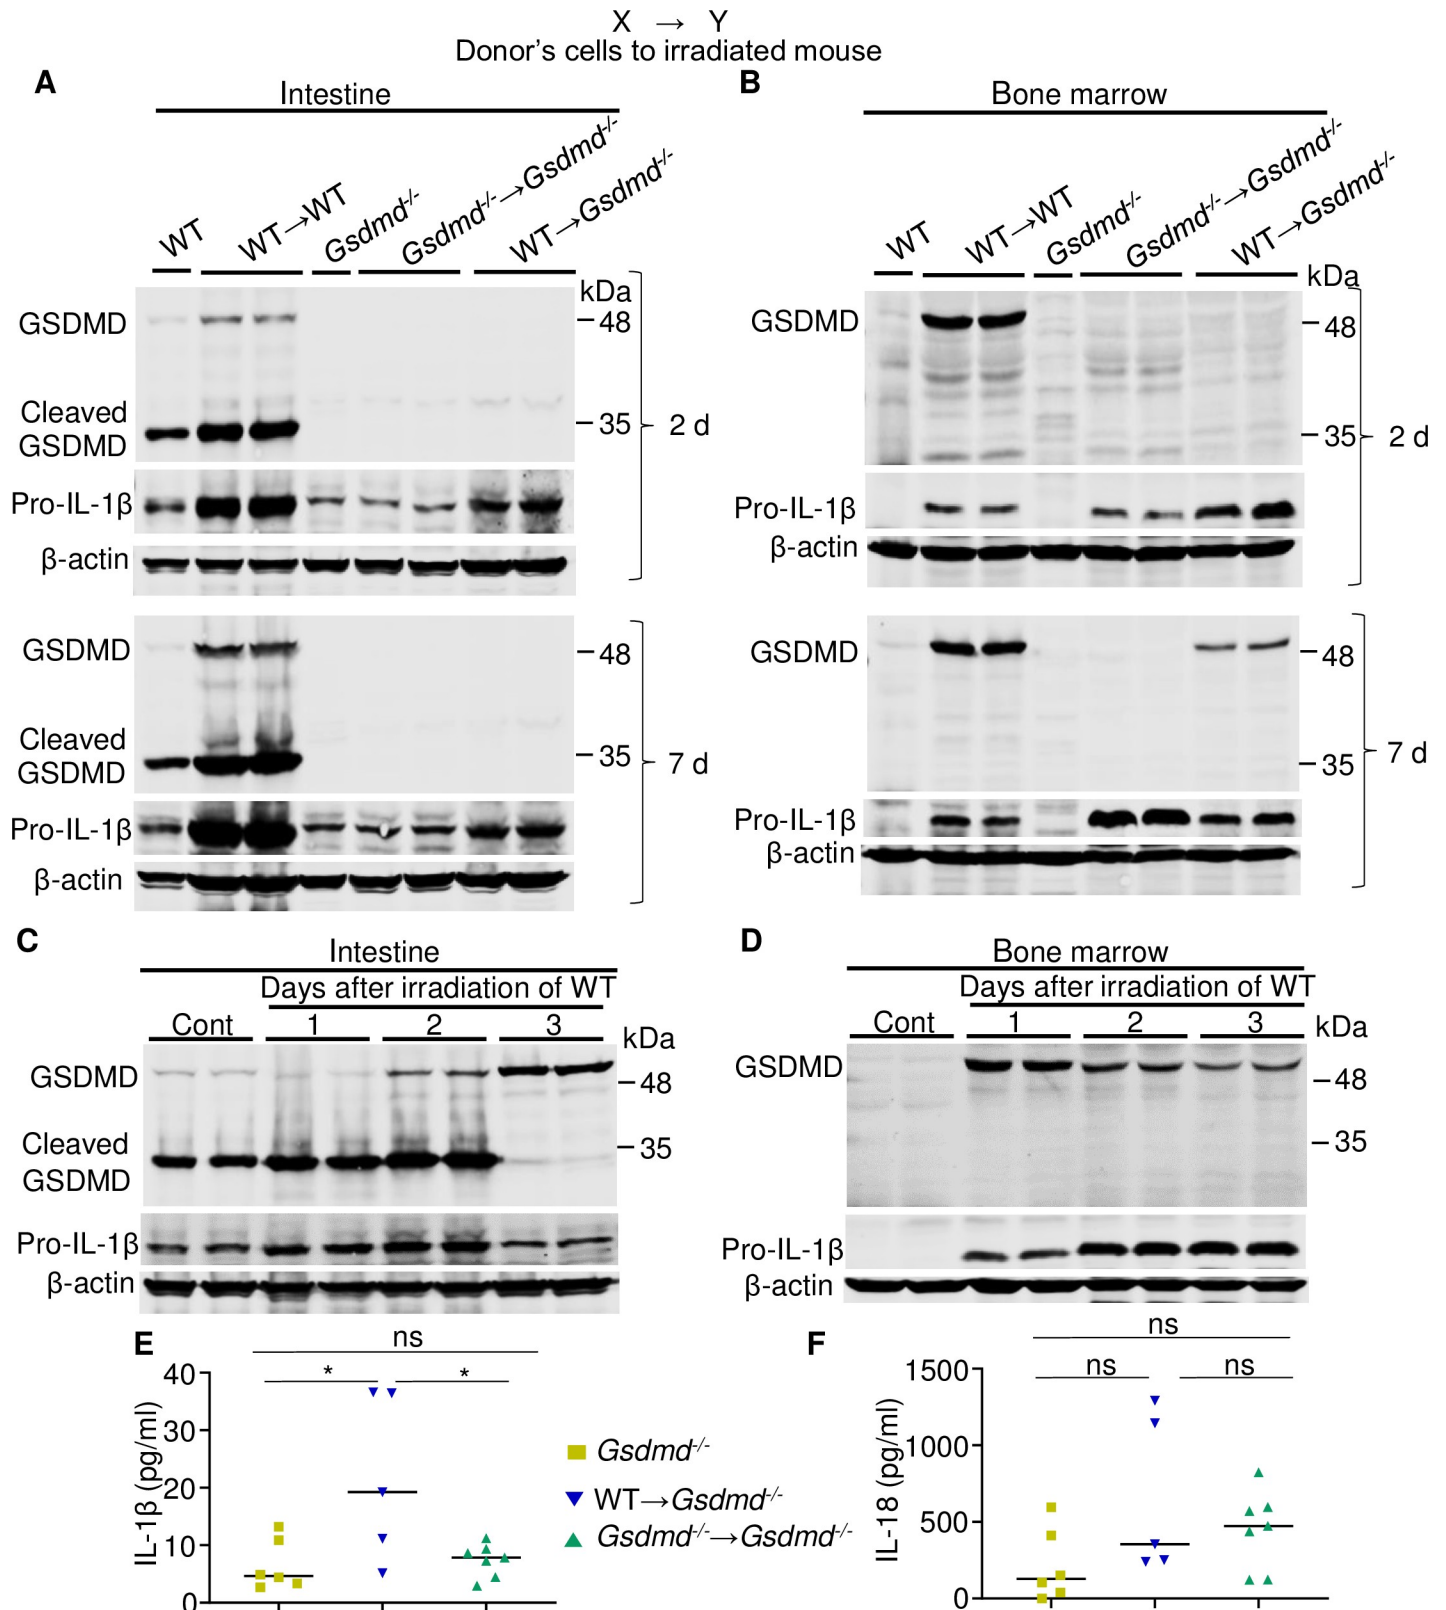 X → Y
Donor's cells to irradiated mouse
A
Intestine
WT
WT→WT
Gsdmd-/-
Gsdmd-/-→Gsdmd-/-
WT→Gsdmd-/-
kDa
GSDMD
48
Cleaved
GSDMD
35
2 d
Pro-IL-1β
β-actin
GSDMD
48
Cleaved
GSDMD
35
7 d
Pro-IL-1β
β-actin
B
Bone marrow
WT
WT→WT
Gsdmd-/-
Gsdmd-/-→Gsdmd-/-
WT→Gsdmd-/-
kDa
GSDMD
48
35
2 d
Pro-IL-1β
β-actin
GSDMD
48
35
7 d
Pro-IL-1β
β-actin
C
Intestine
Days after irradiation of WT
Cont 1 2 3
kDa
GSDMD
48
Cleaved
GSDMD
35
Pro-IL-1β
β-actin
D
Bone marrow
Days after irradiation of WT
Cont 1 2 3
kDa
GSDMD
48
35
Pro-IL-1β
β-actin
E
ns
* *
IL-1β (pg/ml)
40
30
20
10
0
Gsdmd-/-
WT→Gsdmd-/-
Gsdmd-/-→Gsdmd-/-
F
ns
ns ns
IL-18 (pg/ml)
1500
1000
500
0